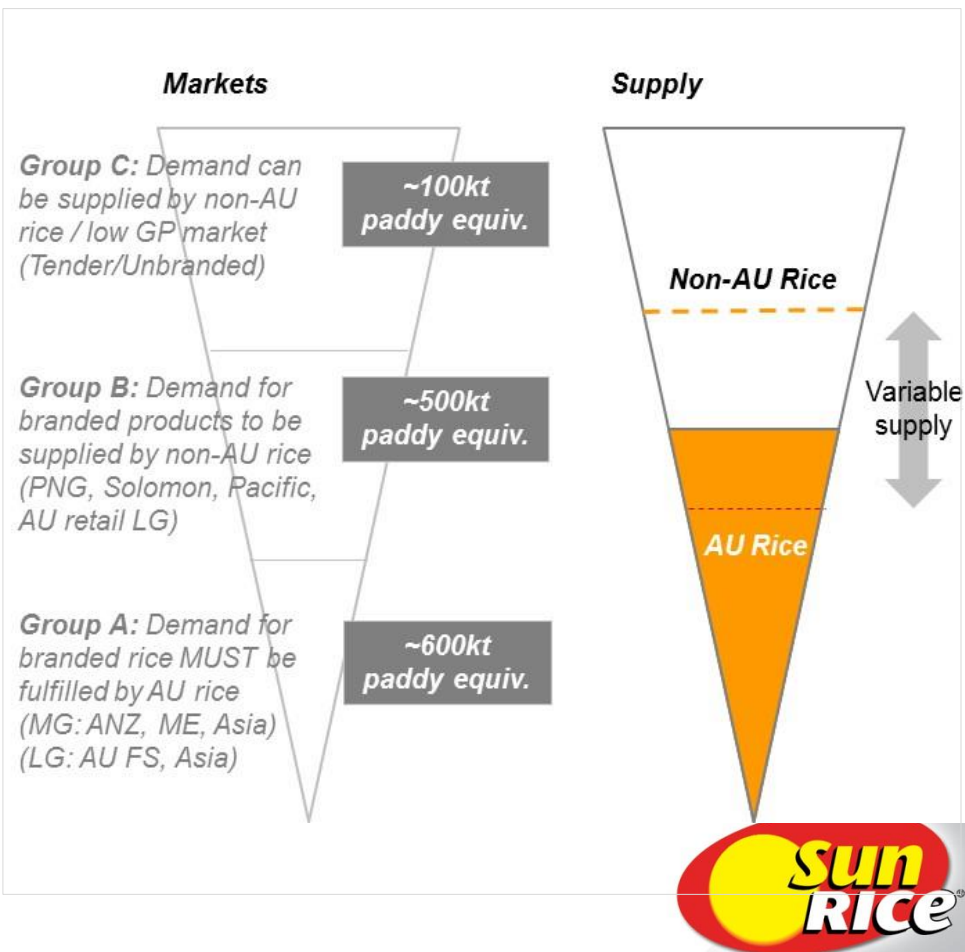 Markets
Supply
Group C: Demand can
be supplied by non-AU
rice / low GP market
(Tender/Unbranded)
~100kt
paddy equiv.
Non-AU Rice
Group B: Demand for
branded products to be
supplied by non-AU rice
(PNG, Solomon, Pacific,
AU retail LG)
~500kt
paddy equiv.
Variable
supply
AU Rice
Group A: Demand for
branded rice MUST be
fulfilled by AU rice
(MG: ANZ, ME, Asia)
(LG: AU FS, Asia)
~600kt
paddy equiv.
Sun
RICE®